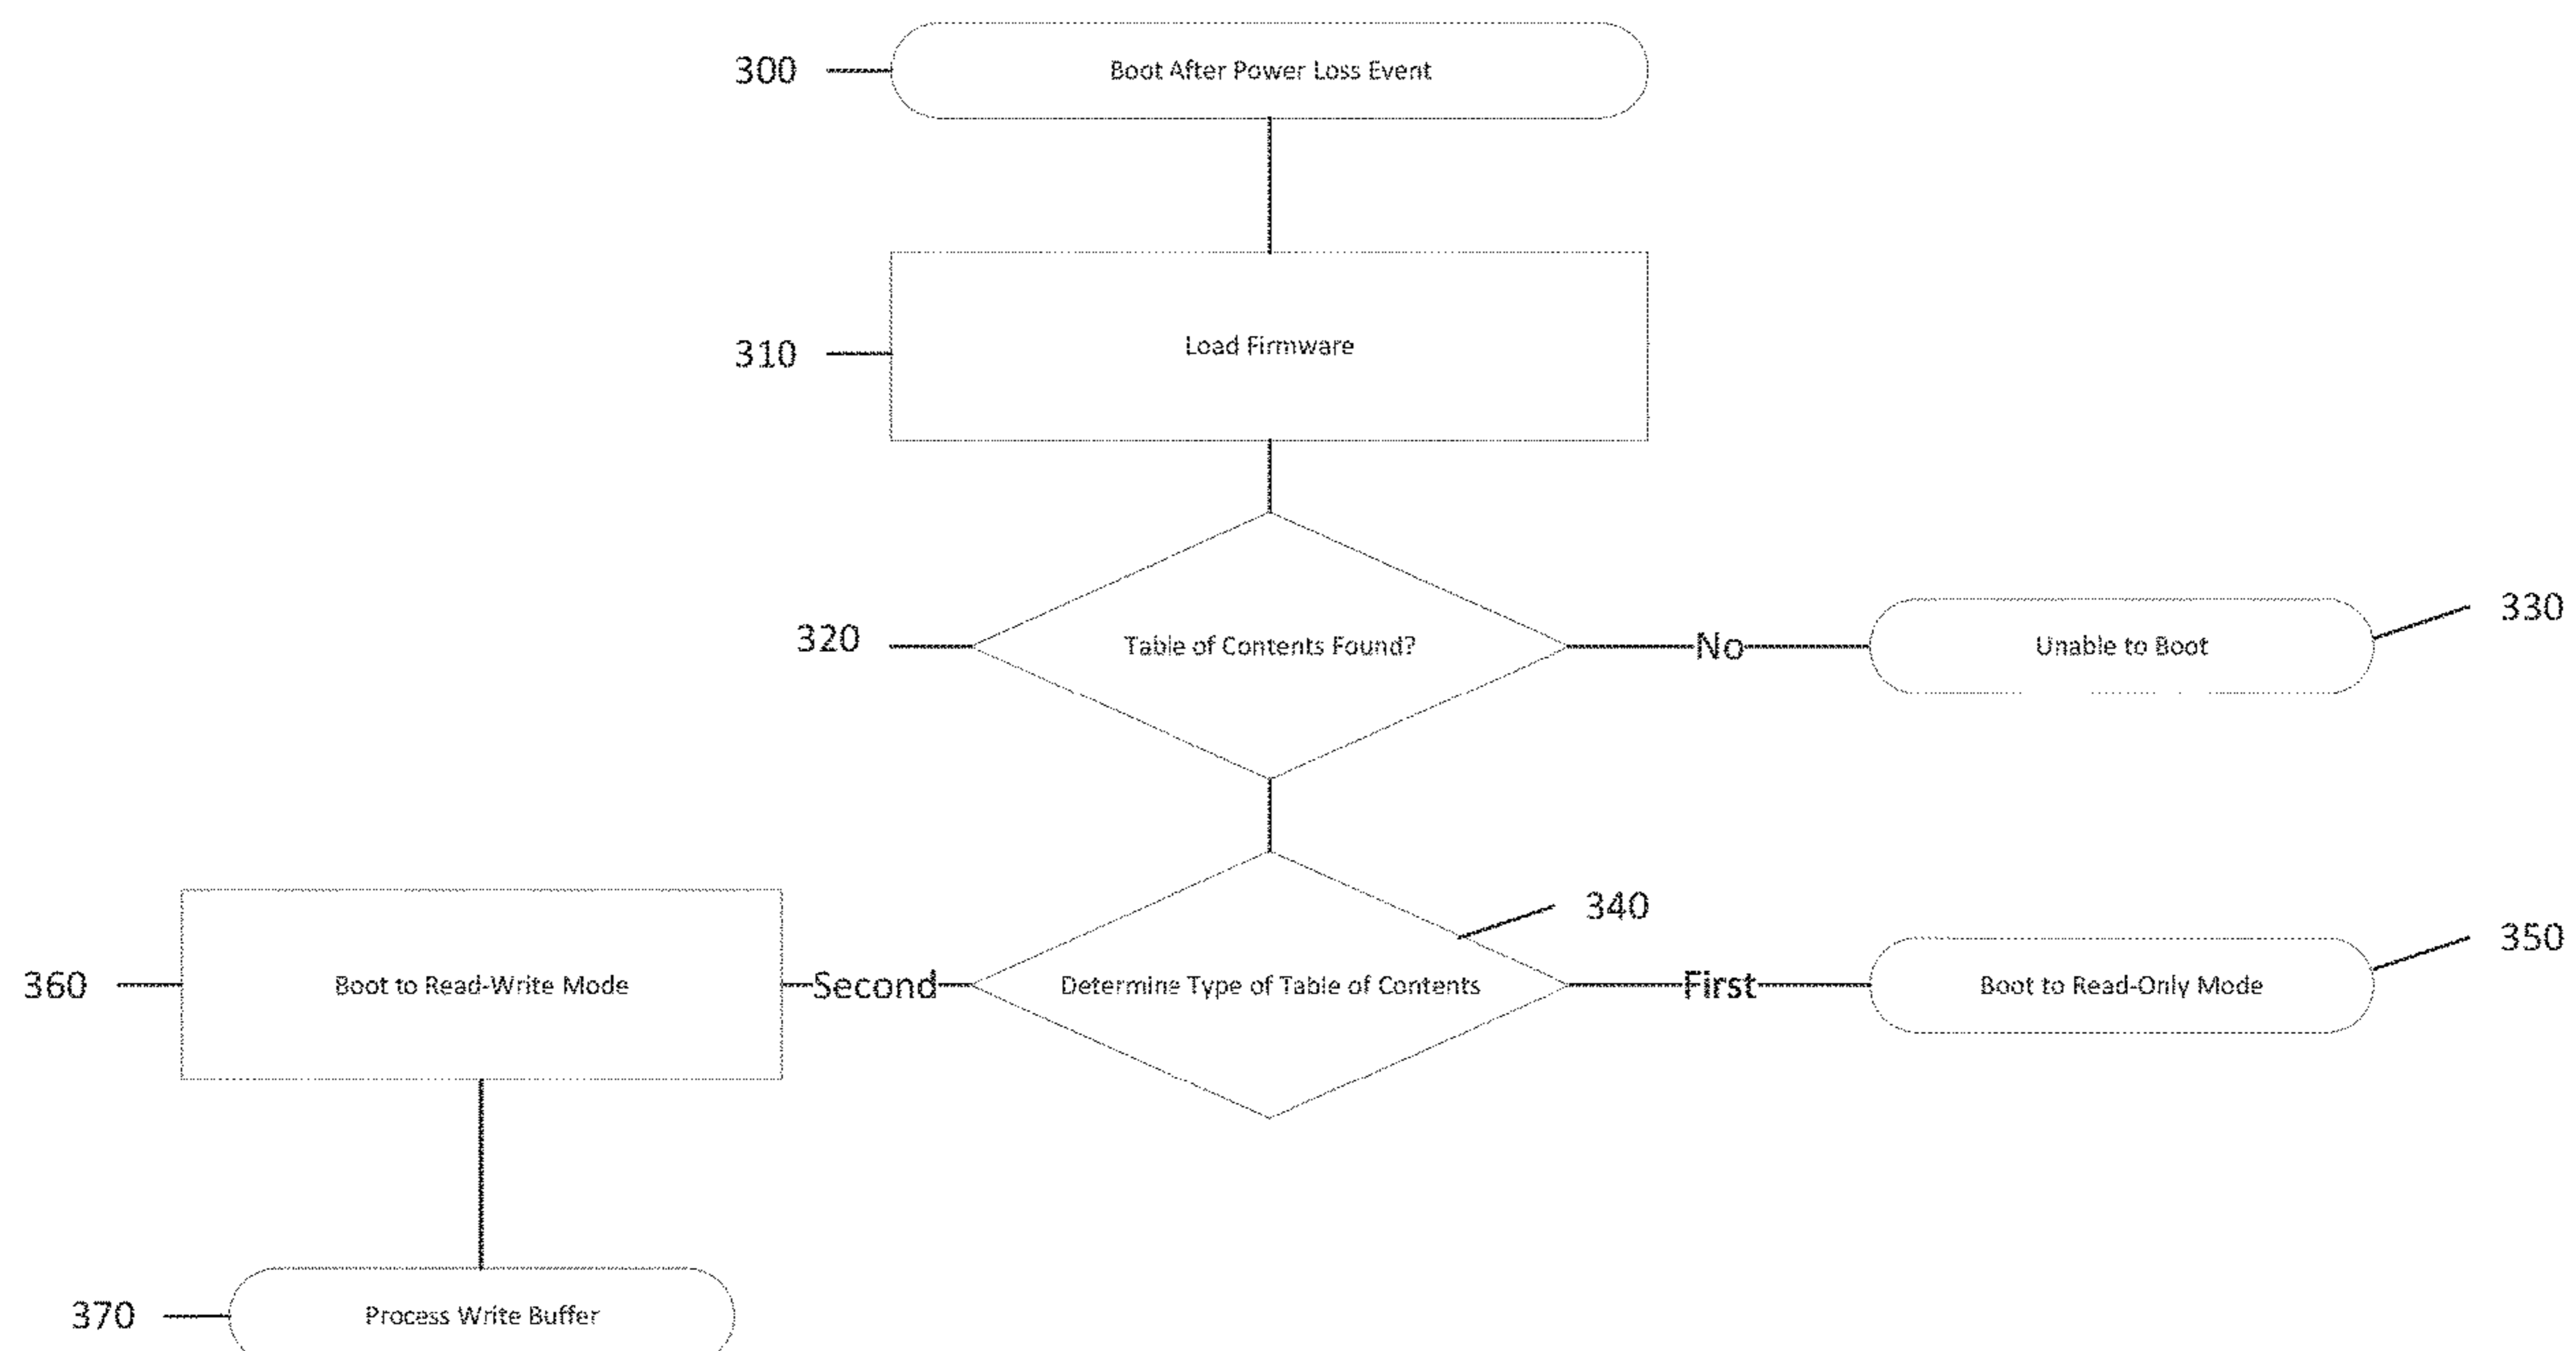 300
Boot After Power Loss Event
310
Load Firmware
320
Table of Contents Found?
No
Unable to Boot
330
340
360
Boot to Read-Write Mode
Second
Determine Type of Table of Contents
First
Boot to Read-Only Mode
350
370
Process Write Buffer